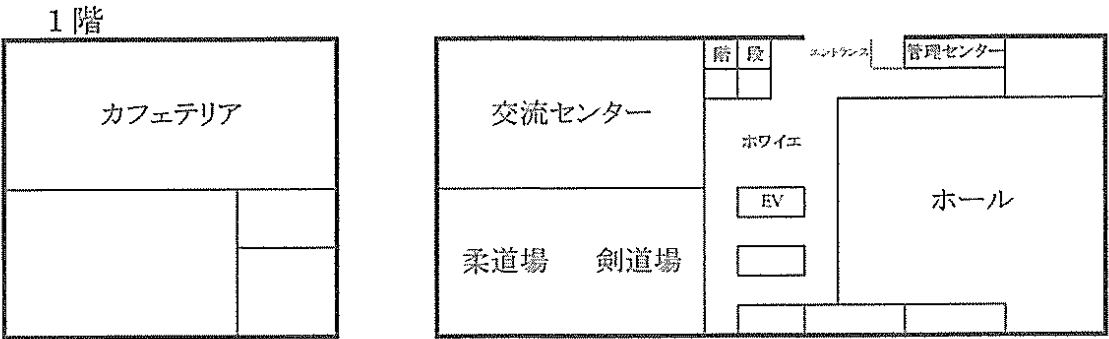 1階
カフェテリア
交流センター
階段
エントランス
管理センター
ホワイエ
EV
ホール
柔道場 剣道場